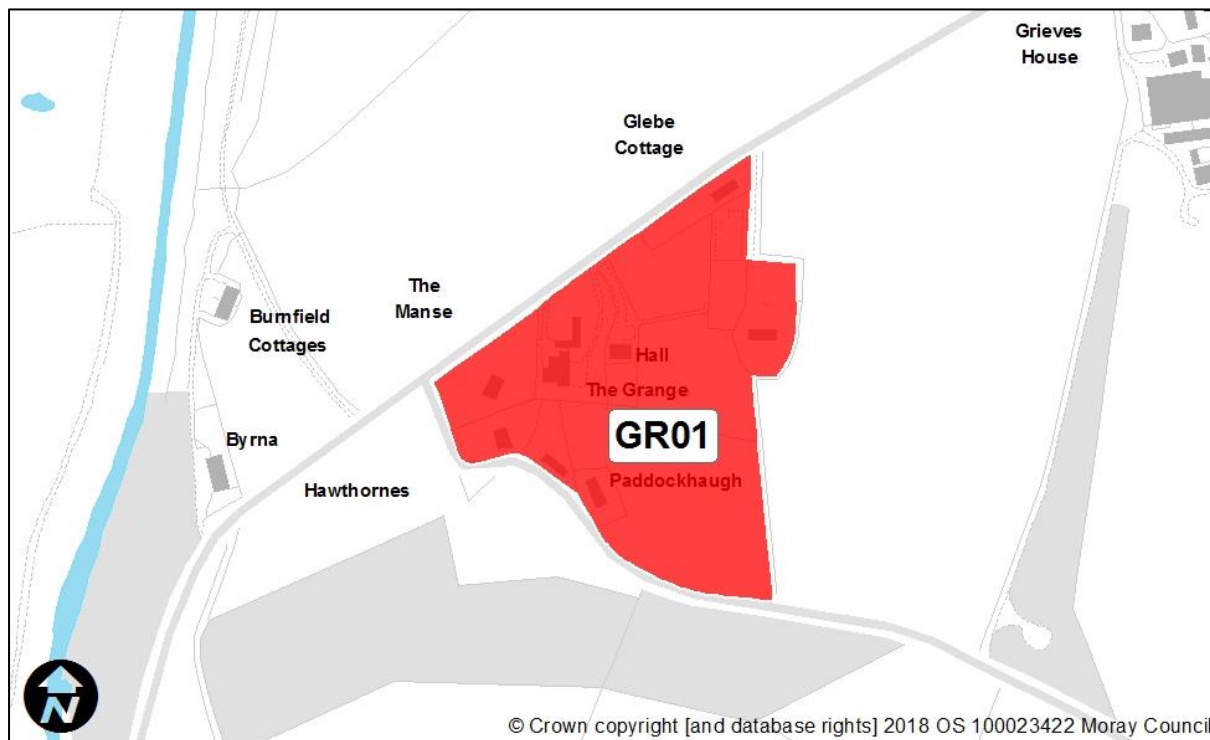 Grieves
House
Glebe
Cottage
The
Manse
Burnfield
Cottages
Hall
The Grange
GR01
Byrna
Paddockhaugh
Hawthornes
N
© Crown copyright [and database rights] 2018 OS 100023422 Moray Council